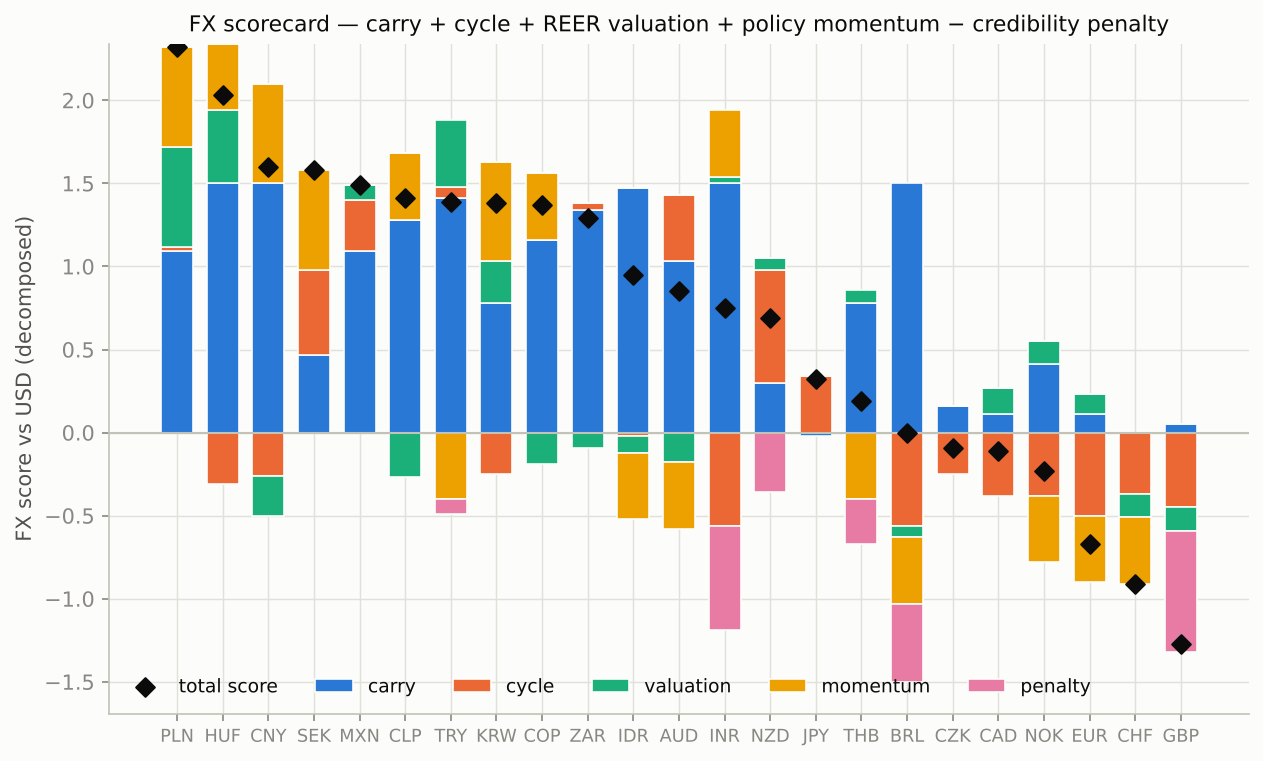 FX scorecard — carry + cycle + REER valuation + policy momentum − credibility penalty
FX score vs USD (decomposed)
2.0
1.5
1.0
0.5
0.0
−0.5
−1.0
−1.5
total score carry cycle valuation momentum penalty
PLN HUF CNY SEK MXN CLP TRY KRW COP ZAR IDR AUD INR NZD JPY THB BRL CZK CAD NOK EUR CHF GBP